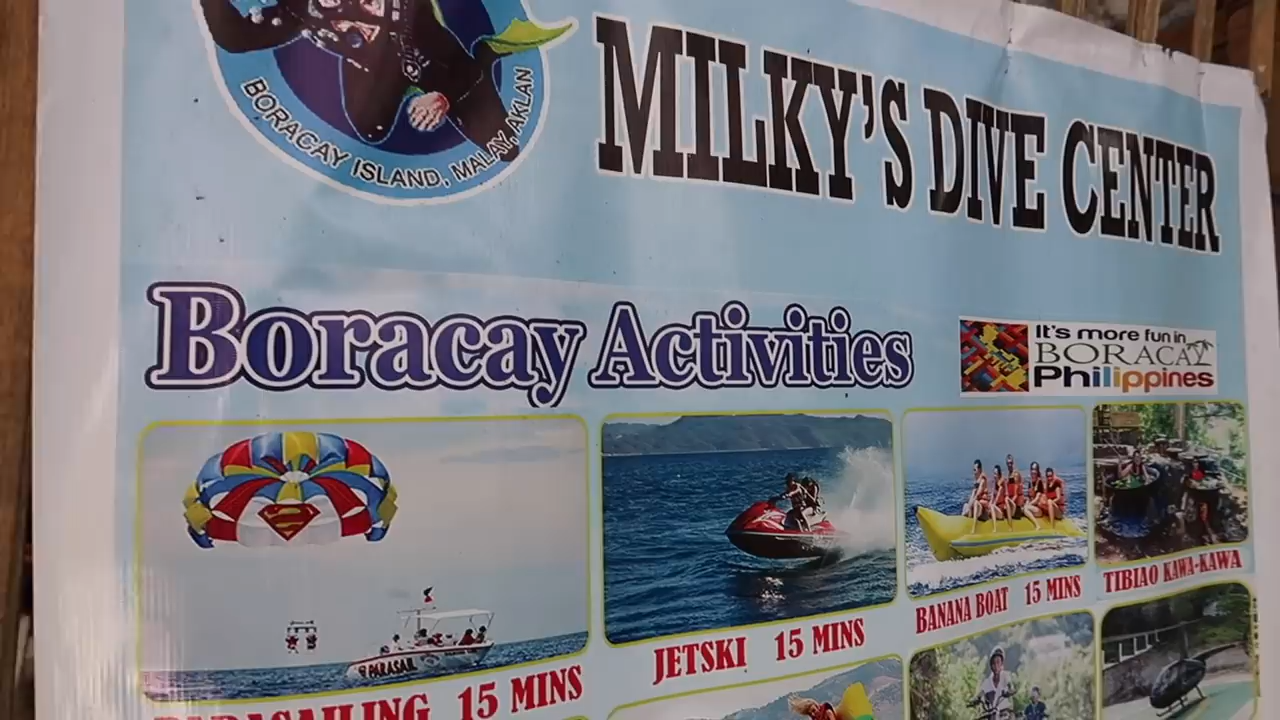 BORACAY ISLAND, MALAY, AKLAN
MILKY'S DIVE CENTER
Boracay Activities
It's more fun in
BORACAY
Philippines
PARASAIL
PARASAILING 15 MINS
JETSKI 15 MINS
BANANA BOAT 15 MINS
TIBIAO KAWA-KAWA